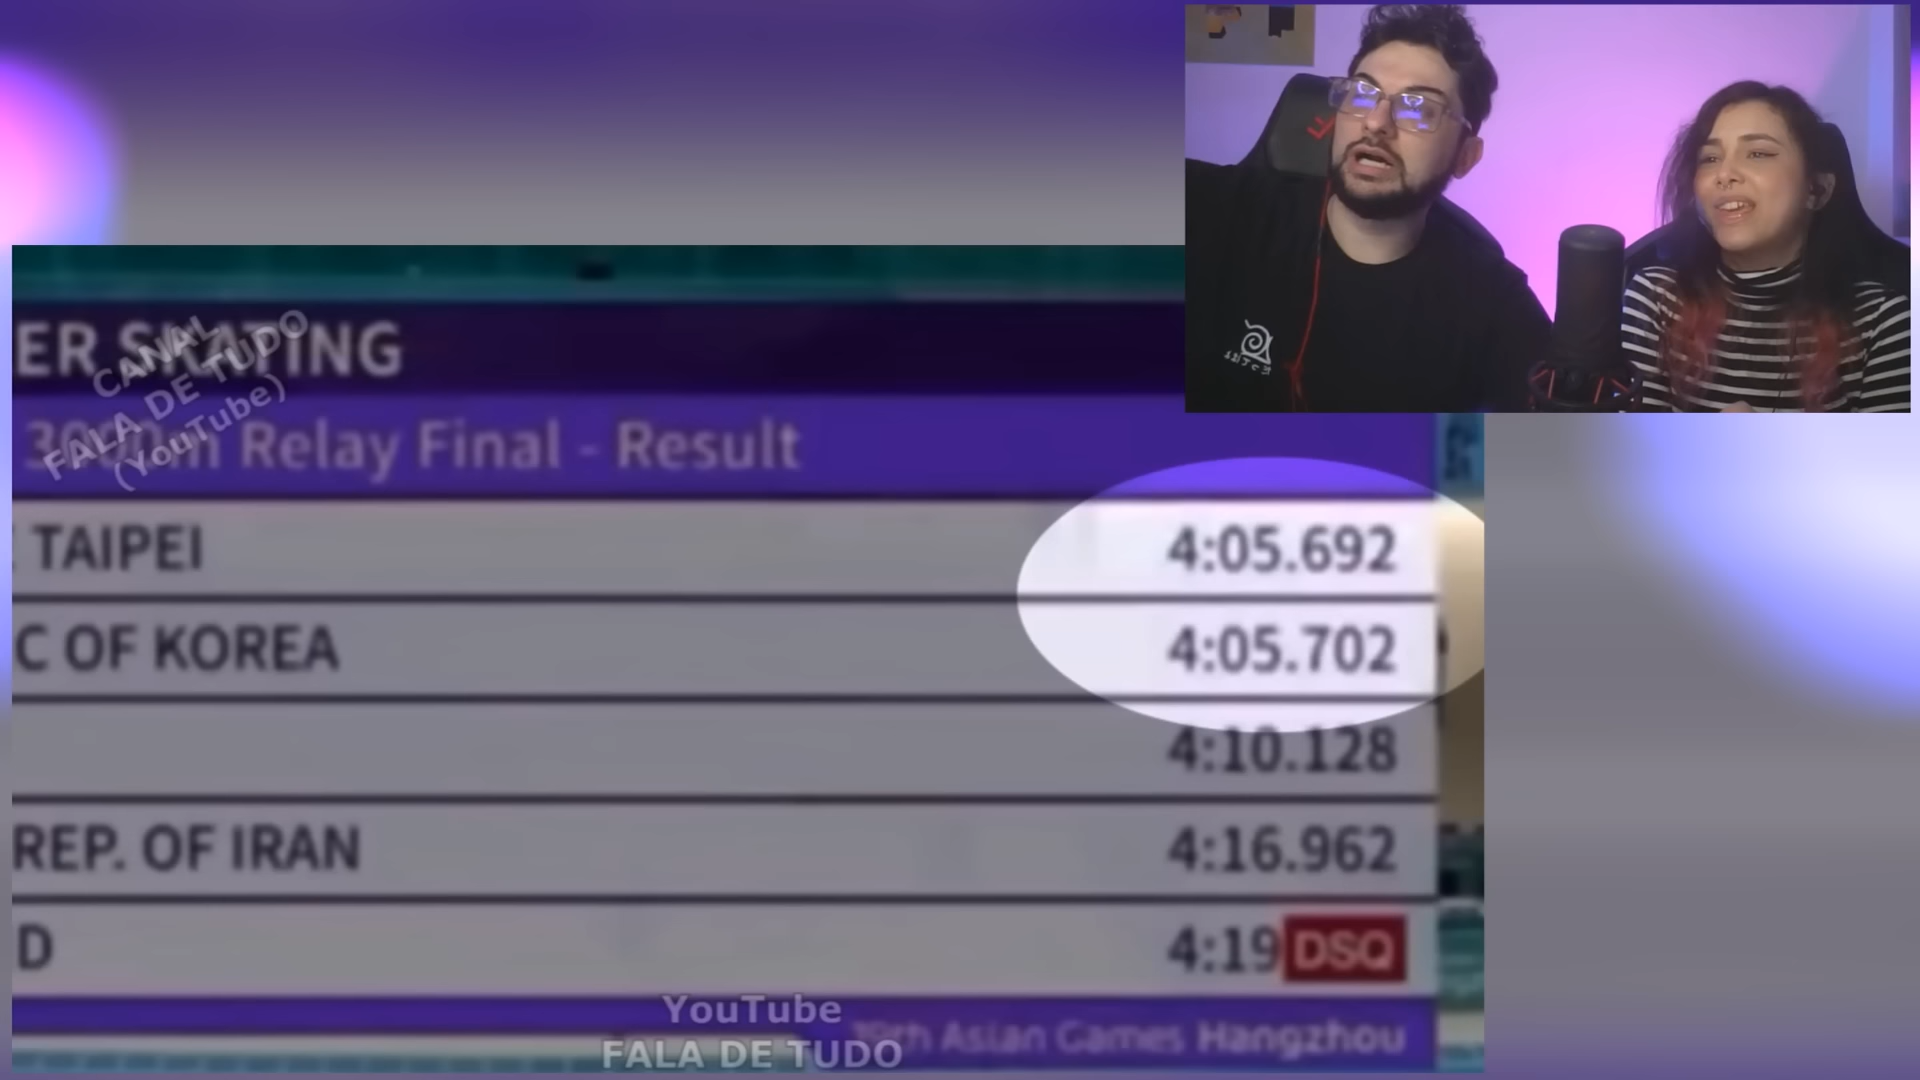 ER SKATING
CANAL
FALA DE TUDO
(YouTube)
3000m Relay Final - Result
TAIPEI 4:05.692
C OF KOREA 4:05.702
4:10.128
REP. OF IRAN 4:16.962
D 4:19 DSQ
YouTube
FALA DE TUDO
19th Asian Games Hangzhou